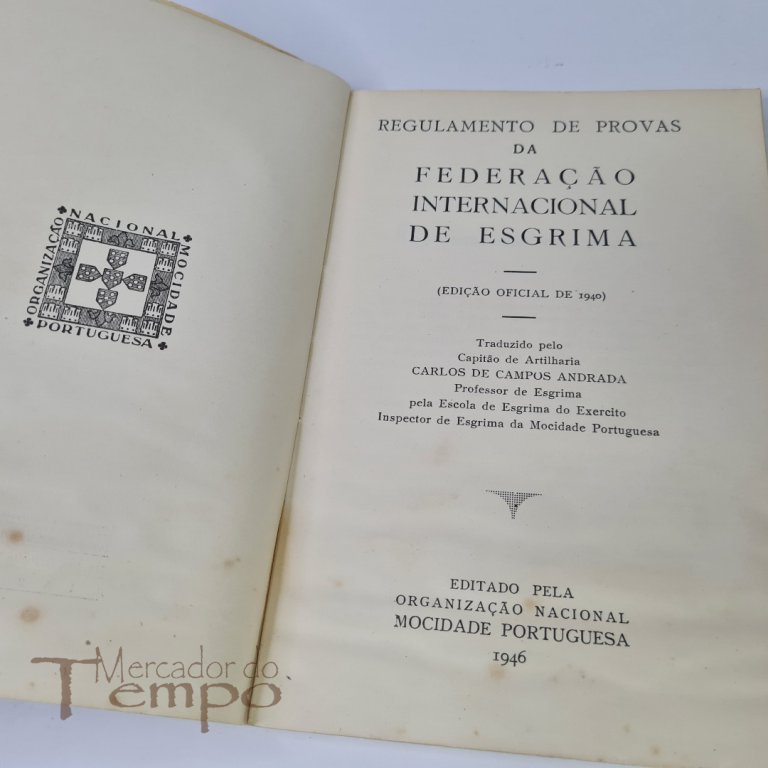 ORGANIZAÇÃO
NACIONAL
MOCIDADE
PORTUGUESA
REGULAMENTO DE PROVAS
DA
FEDERAÇÃO
INTERNACIONAL
DE ESGRIMA
(EDIÇÃO OFICIAL DE 1940)
Traduzido pelo
Capitão de Artilharia
CARLOS DE CAMPOS ANDRADA
Professor de Esgrima
pela Escola de Esgrima do Exercito
Inspector de Esgrima da Mocidade Portuguesa
EDITADO PELA
ORGANIZAÇÃO NACIONAL
MOCIDADE PORTUGUESA
1946
Mercador do
Tempo